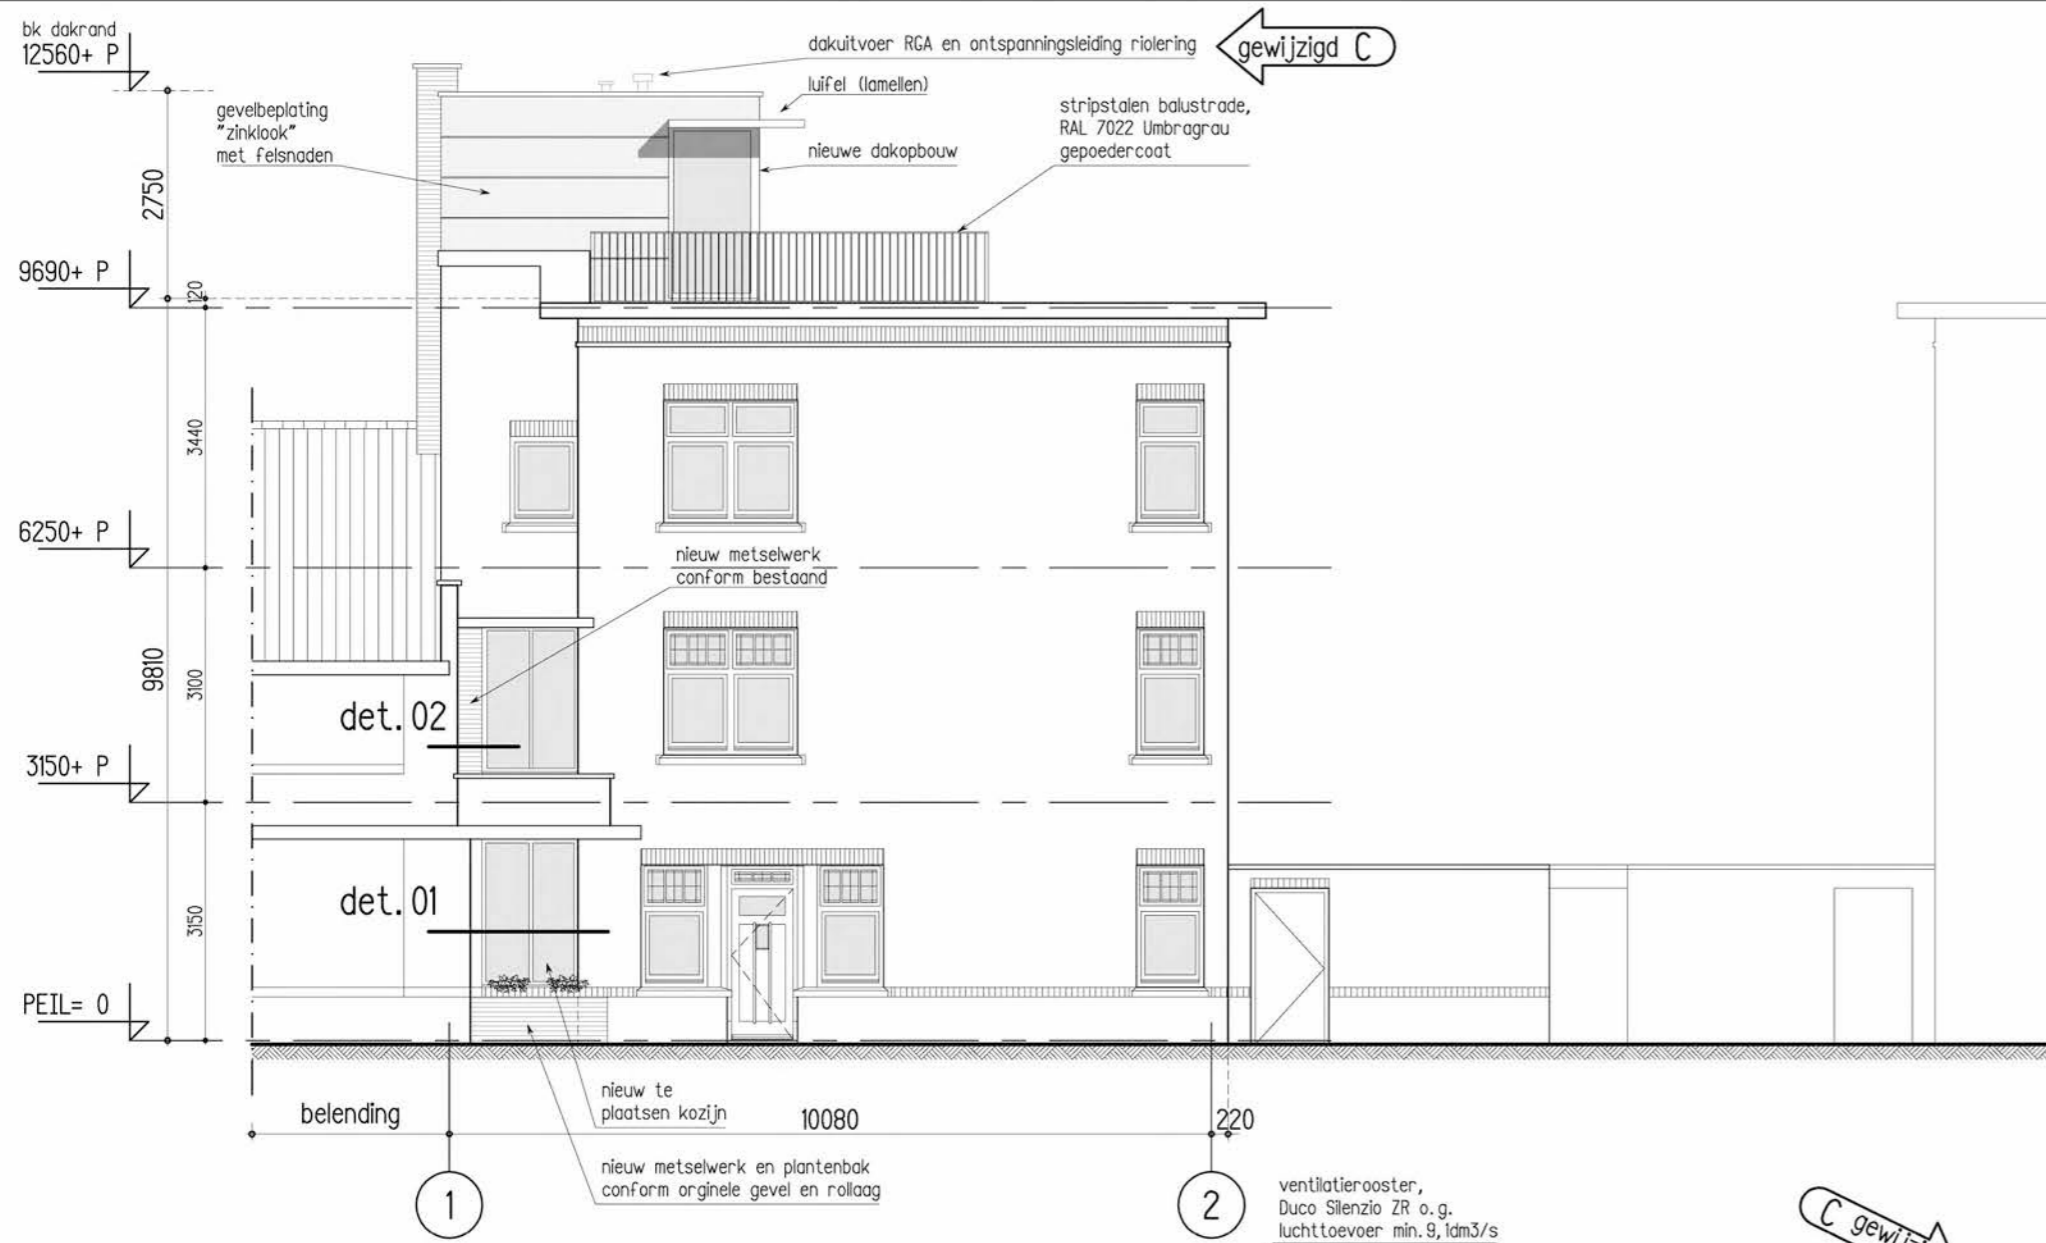 bk dakrand
12560+ P
dakuitvoer RGA en ontspanningsleiding riolering
gewijzigd C
luifel (lamellen)
gevelbeplating
"zinklook"
met felsnaden
stripstalen balustrade,
RAL 7022 Umbragrau
gepoedercoat
nieuwe dakopbouw
2750
9690+ P
120
3440
6250+ P
nieuw metselwerk
conform bestaand
9810
3100
det. 02
3150+ P
det. 01
3150
PEIL= 0
nieuw te
plaatsen kozijn
belending
10080
220
nieuw metselwerk en plantenbak
conform orginele gevel en rollaag
1
2
ventilatierooster,
Duco Silenzio ZR o.g.
luchttoevoer min. 9,1dm3/s
C